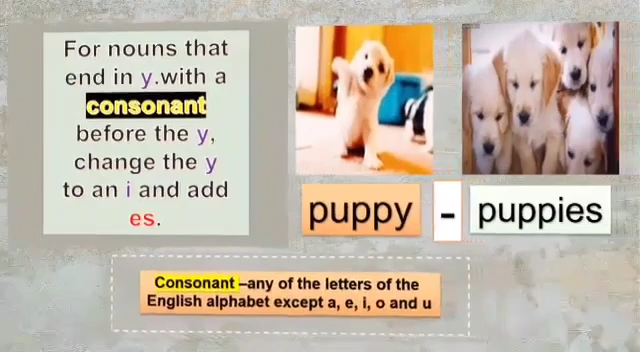 For nouns that
end in y.with a
consonant
before the y,
change the y
to an i and add
es.
puppy - puppies
Consonant –any of the letters of the
English alphabet except a, e, i, o and u